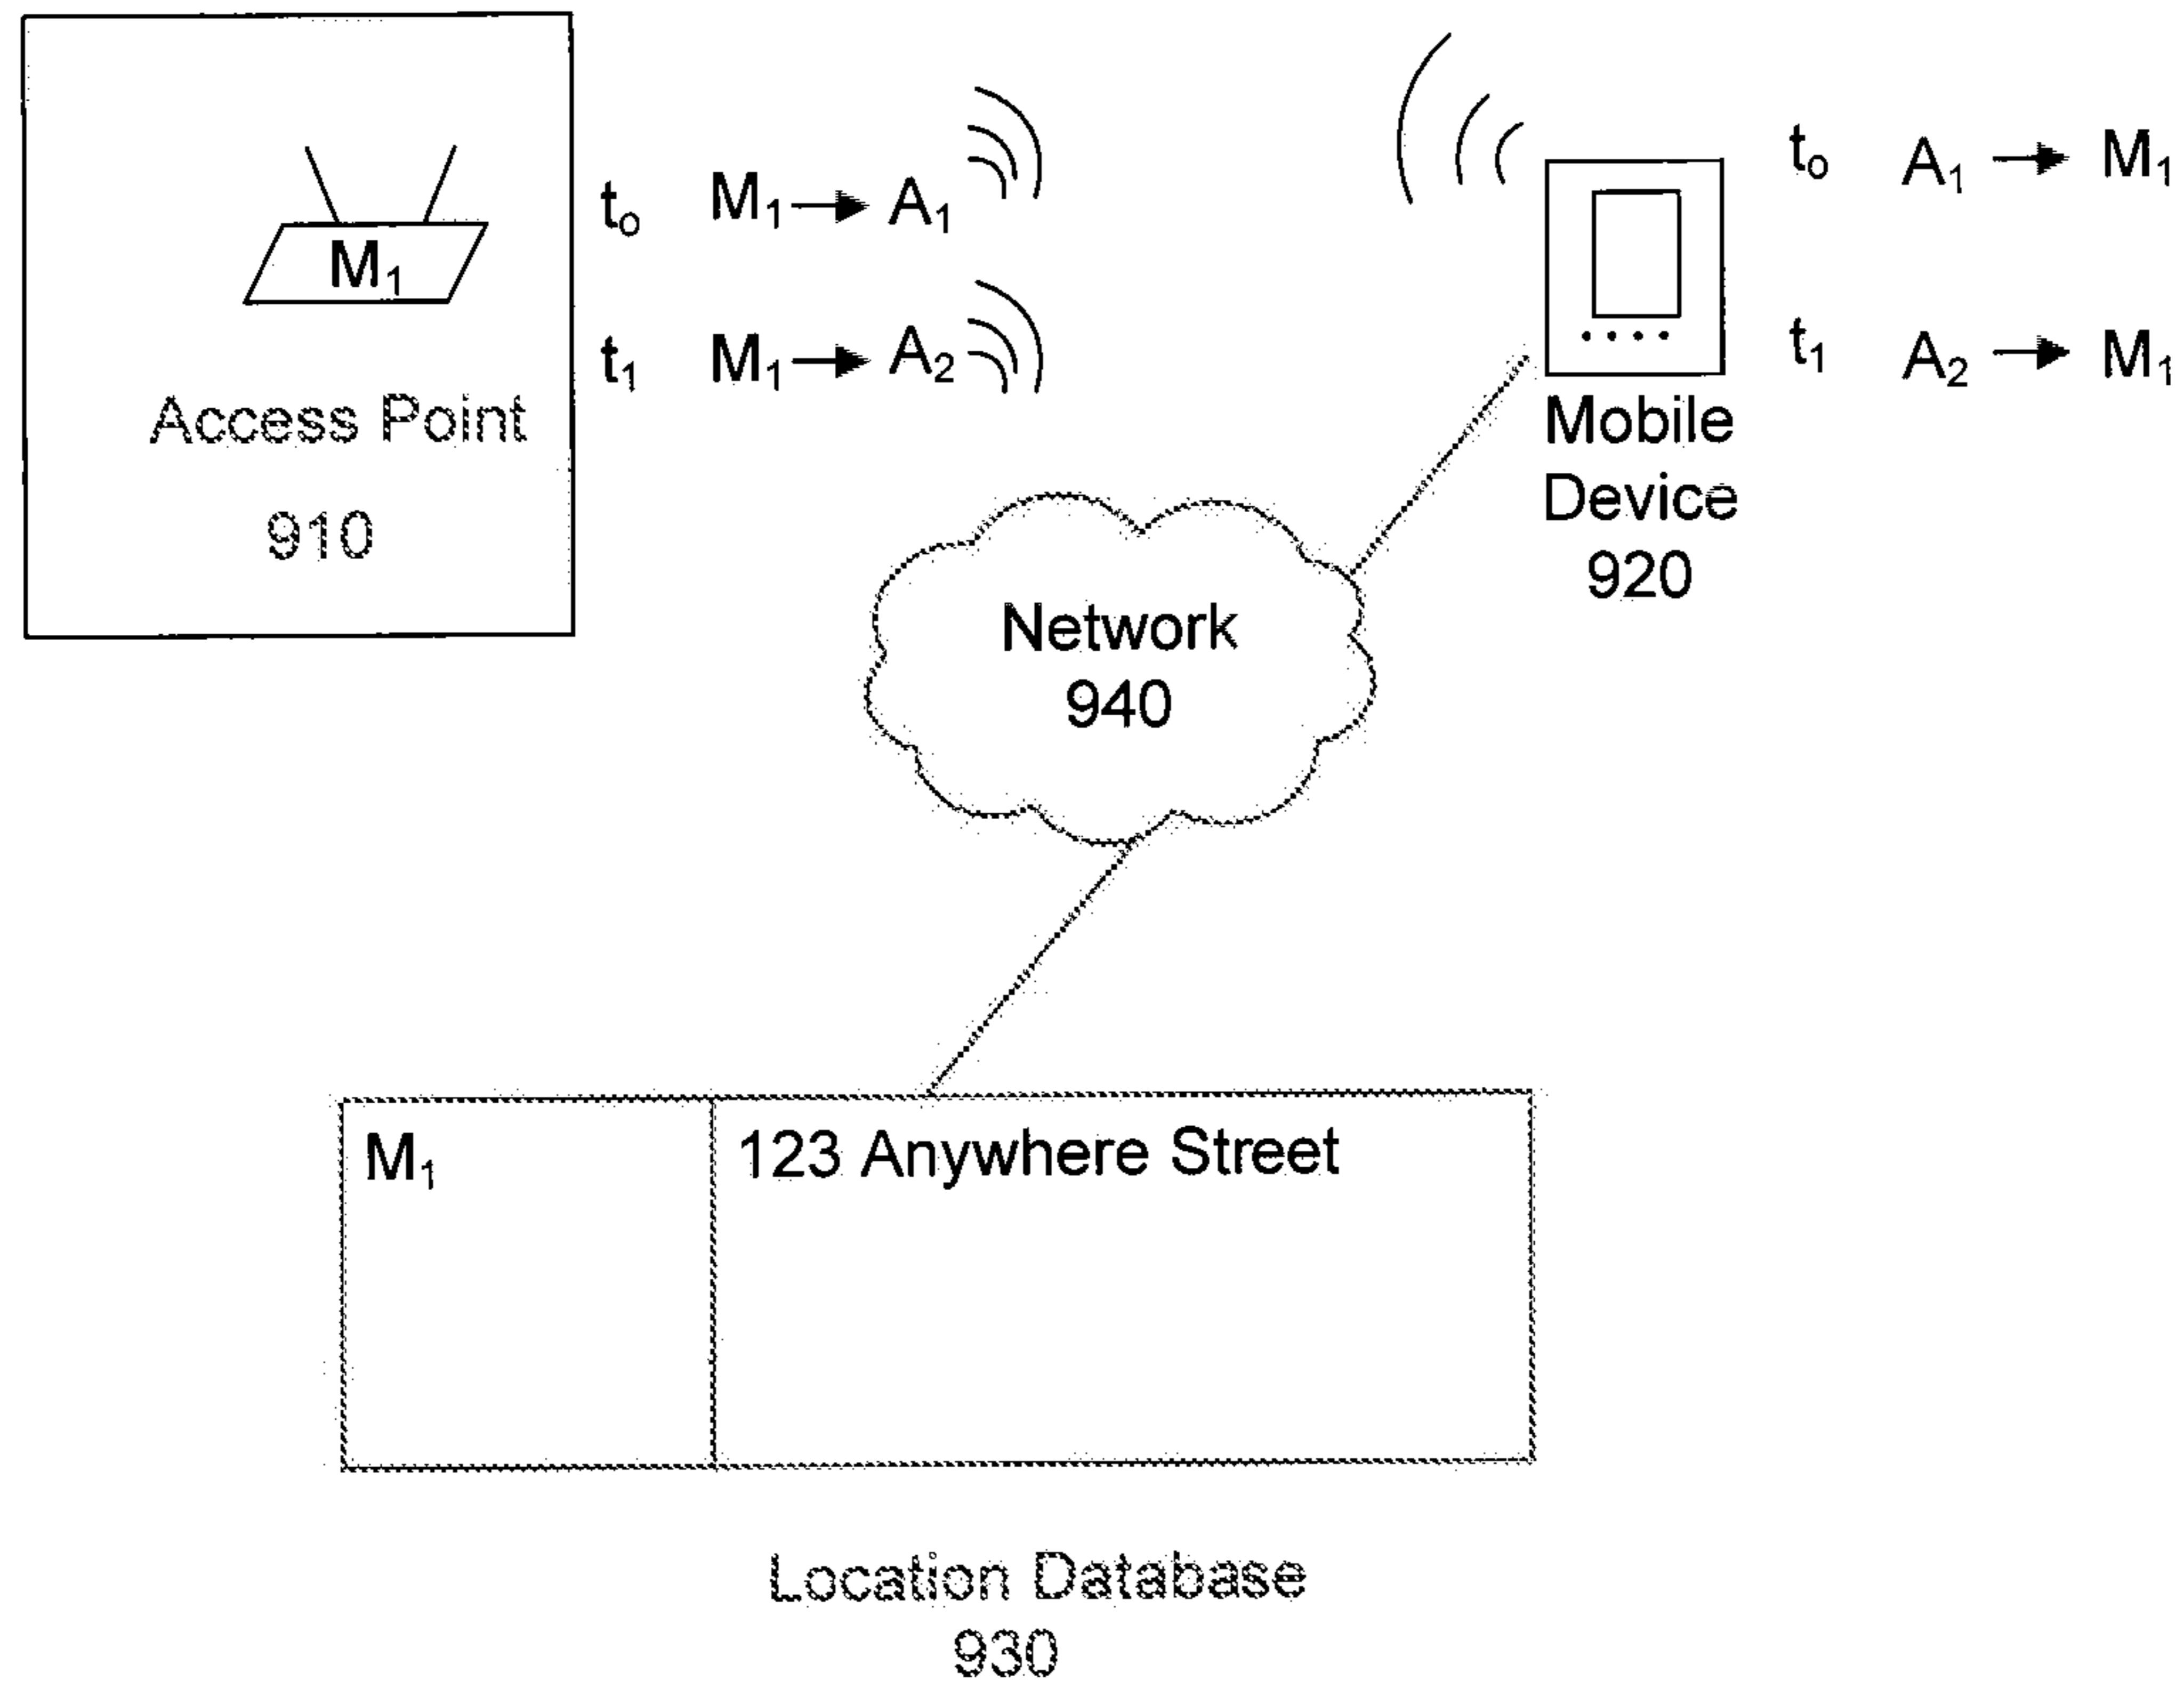 M₁
Access Point
910
t₀ M₁ → A₁
t₁ M₁ → A₂
t₀ A₁ → M₁
t₁ A₂ → M₁
Mobile
Device
920
Network
940
M₁
123 Anywhere Street
Location Database
930